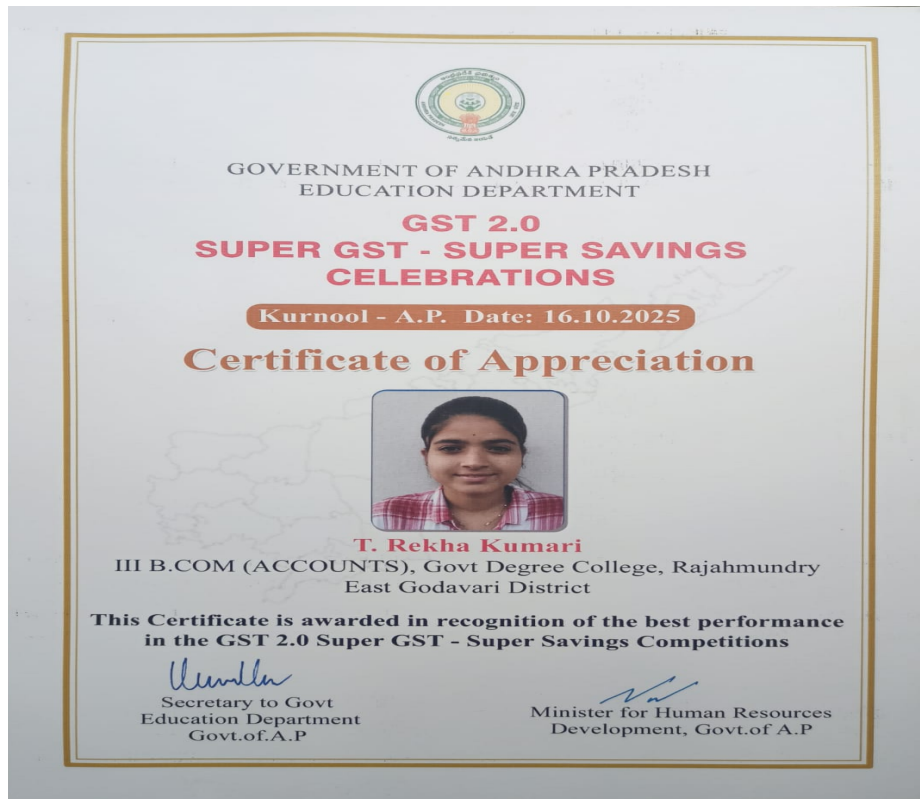 GOVERNMENT OF ANDHRA PRADESH
EDUCATION DEPARTMENT
GST 2.0
SUPER GST - SUPER SAVINGS
CELEBRATIONS
Kurnool - A.P. Date: 16.10.2025
Certificate of Appreciation
T. Rekha Kumari
III B.COM (ACCOUNTS), Govt Degree College, Rajahmundry
East Godavari District
This Certificate is awarded in recognition of the best performance
in the GST 2.0 Super GST - Super Savings Competitions
Secretary to Govt
Education Department
Govt.of.A.P
Minister for Human Resources
Development, Govt.of A.P